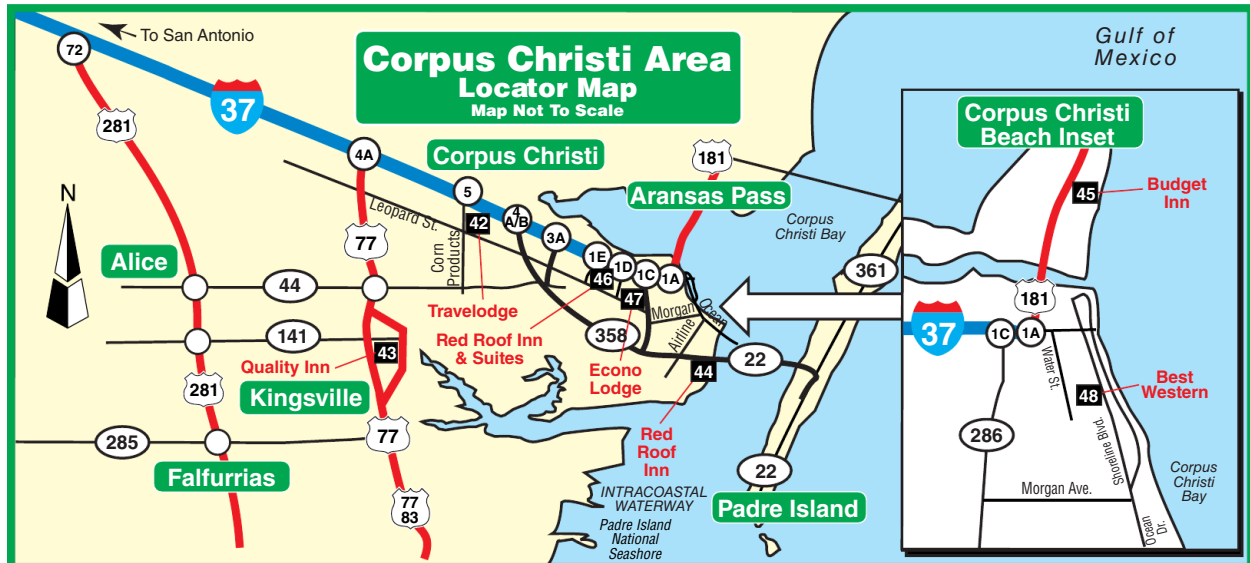 To San Antonio
Corpus Christi Area
Locator Map
Map Not To Scale
Gulf of
Mexico
72
37
281
4A
Corpus Christi
181
Corpus Christi
Beach Inset
5
Leopard St.
42
4
A/B
3A
Aransas Pass
45
Budget
Inn
N
77
Corn
Products
1E
1D
1C
1A
Corpus
Christi Bay
361
Alice
44
46
47
Morgan
Ocean
181
Travelodge
141
Red Roof Inn
& Suites
358
Airline
22
37
1C
1A
Quality Inn
43
Econo
Lodge
44
Water St.
281
Kingsville
48
Best
Western
285
77
Red
Roof
Inn
286
Shoreline Blvd.
Falfurrias
22
Corpus
Christi
Bay
77
83
INTRACOASTAL
WATERWAY
Padre Island
Morgan Ave.
Padre Island
National
Seashore
Ocean
Dr.